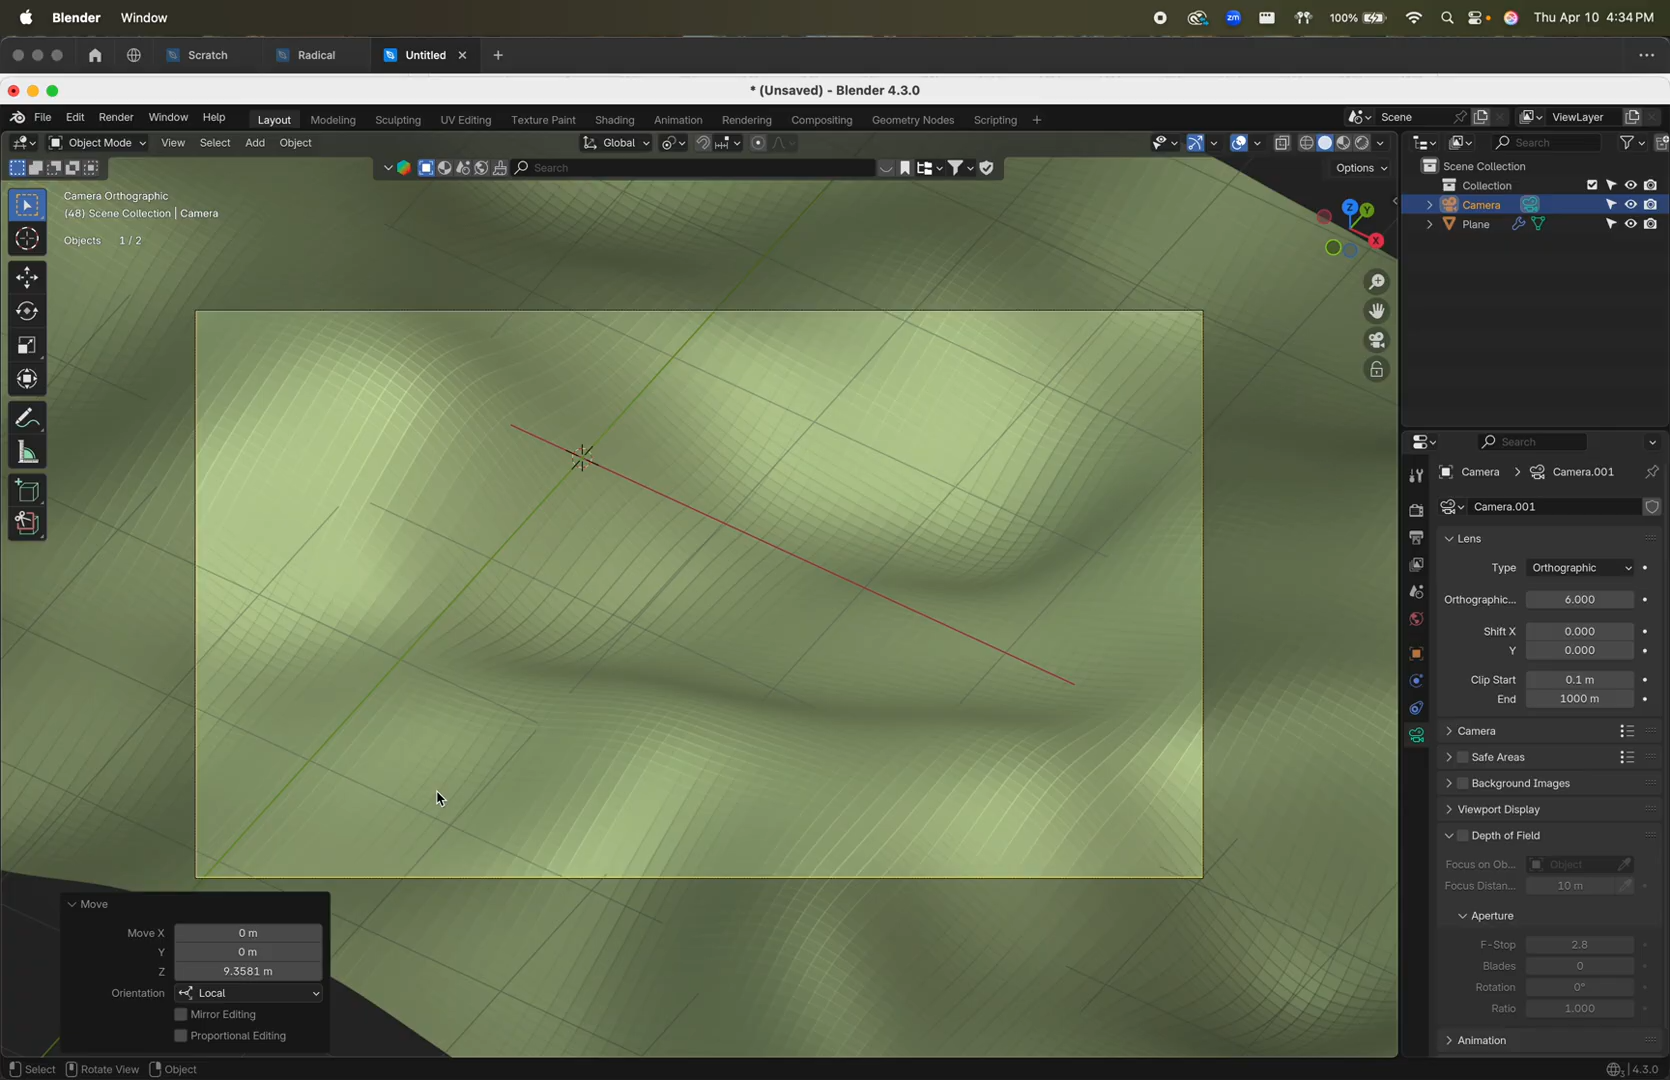 Blender Window 100% Thu Apr 10 4:34 PM
Scratch Radical Untitled
* (Unsaved) - Blender 4.3.0
File Edit Render Window Help Layout Modeling Sculpting UV Editing Texture Paint Shading Animation Rendering Compositing Geometry Nodes Scripting + Scene ViewLayer
Object Mode View Select Add Object Global Search
Search Options
Scene Collection
Collection
Camera
Plane
Camera Orthographic
(48) Scene Collection | Camera
Objects 1 / 2
Z
Y
X
Search
Camera > Camera.001
Camera.001
Lens
Type Orthographic
Orthographic... 6.000
Shift X 0.000
Y 0.000
Clip Start 0.1 m
End 1000 m
Camera
Safe Areas
Background Images
Viewport Display
Depth of Field
Focus on Ob... Object
Focus Distan... 10 m
Aperture
F-Stop 2.8
Blades 0
Rotation 0°
Ratio 1.000
Animation
Move
Move X 0 m
Y 0 m
Z 9.3581 m
Orientation Local
Mirror Editing
Proportional Editing
Select Rotate View Object 4.3.0